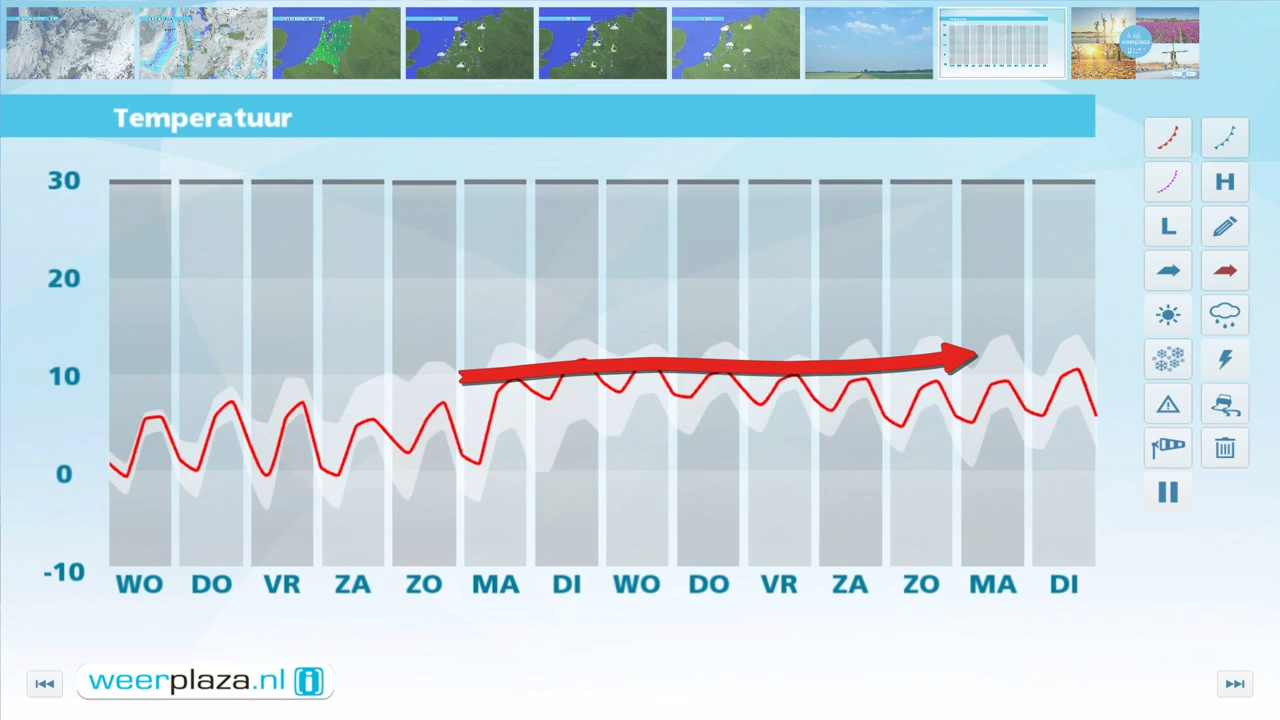 weerplaza
Temperatuur
30
20
10
0
-10
WO DO VR ZA ZO MA DI WO DO VR ZA ZO MA DI
H
L
weerplaza.nl i